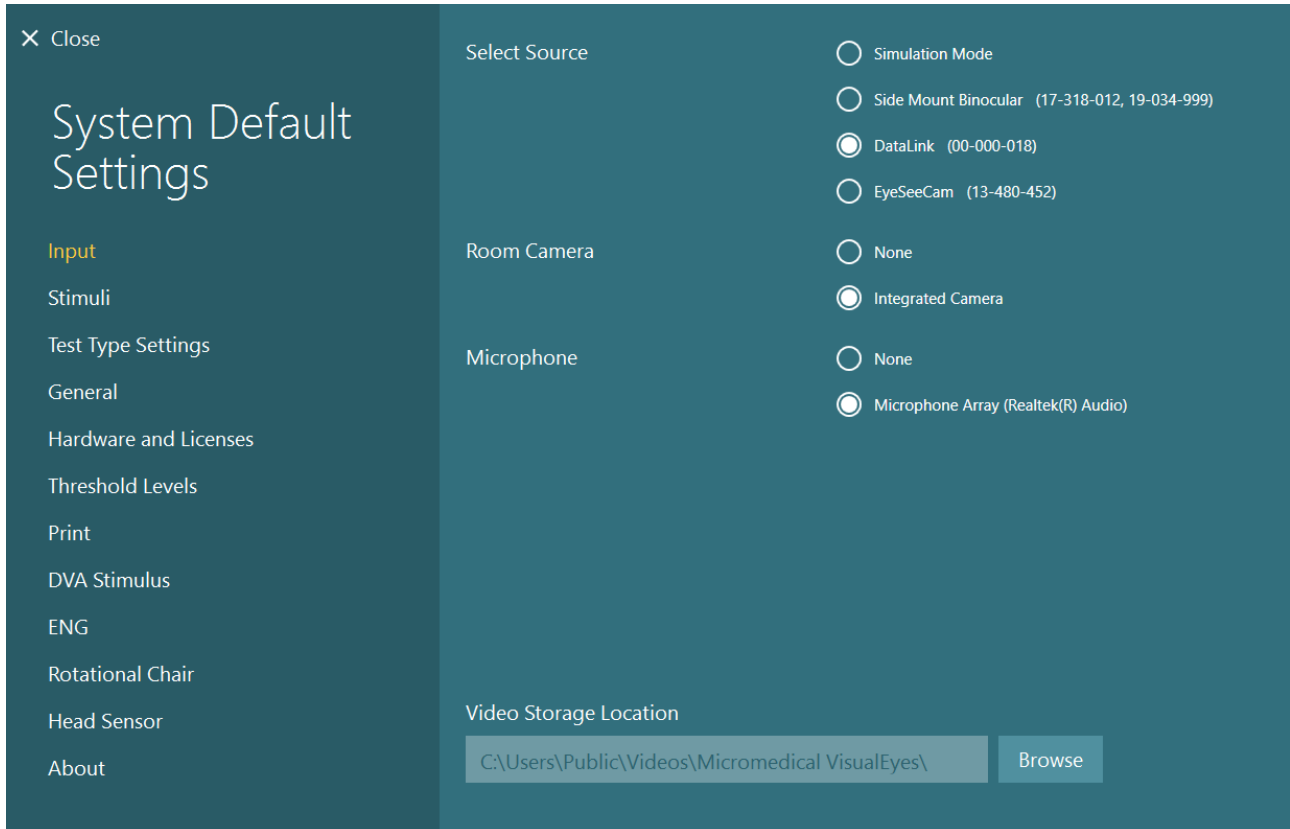 Close
System Default
Settings
Input
Stimuli
Test Type Settings
General
Hardware and Licenses
Threshold Levels
Print
DVA Stimulus
ENG
Rotational Chair
Head Sensor
About
Select Source
Simulation Mode
Side Mount Binocular (17-318-012, 19-034-999)
DataLink (00-000-018)
EyeSeeCam (13-480-452)
Room Camera
None
Integrated Camera
Microphone
None
Microphone Array (Realtek(R) Audio)
Video Storage Location
C:\Users\Public\Videos\Micromedical VisualEyes\
Browse